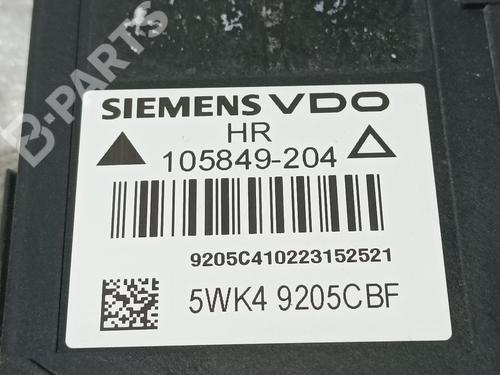 B-PARTS
SIEMENS VDO
HR
105849-204
9205C410223152521
5WK4 9205CBF